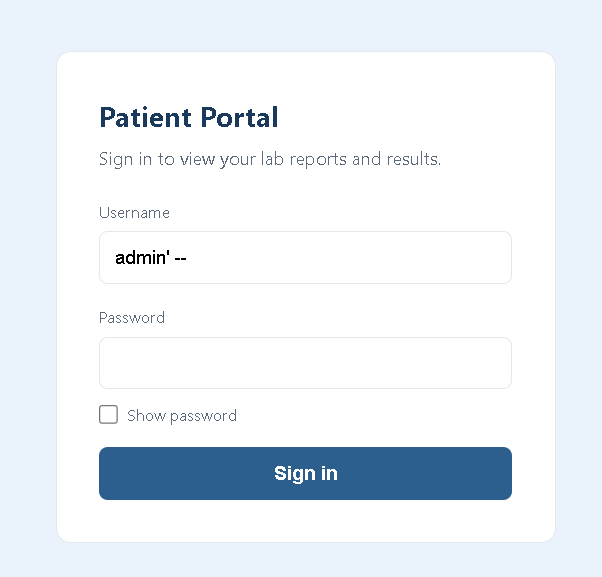 Patient Portal
Sign in to view your lab reports and results.
Username
admin' --
Password
Show password
Sign in